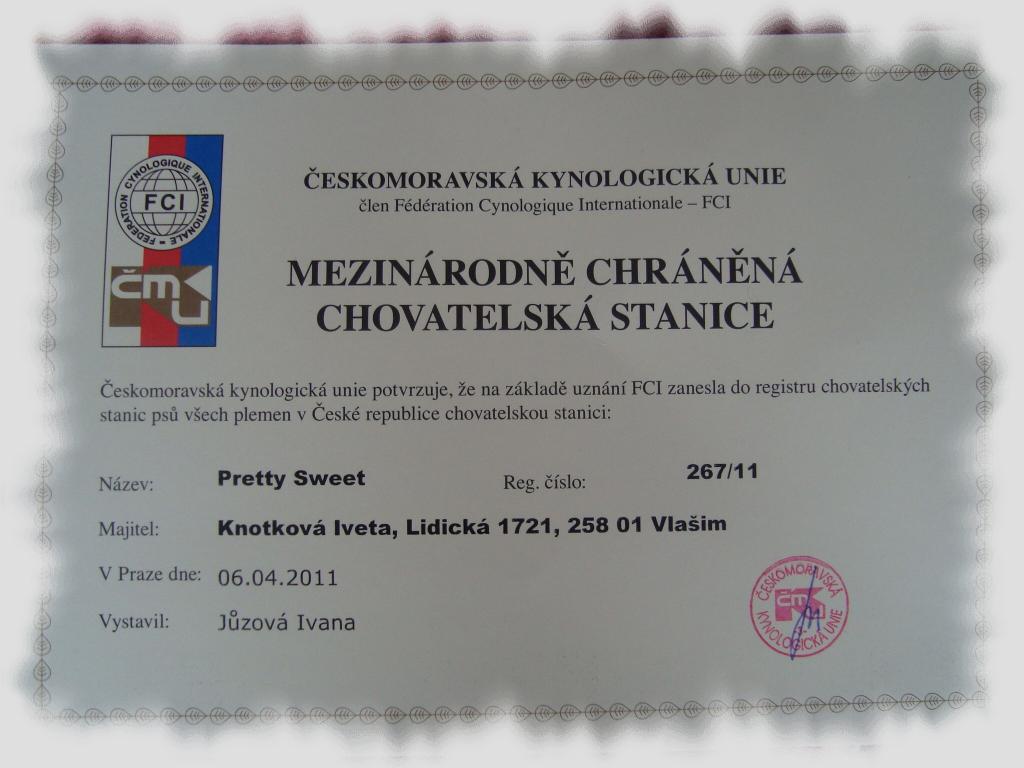 FÉDÉRATION CYNOLOGIQUE INTERNATIONALE
FCI
ČMKU
ČESKOMORAVSKÁ KYNOLOGICKÁ UNIE
člen Fédération Cynologique Internationale – FCI
MEZINÁRODNĚ CHRÁNĚNÁ
CHOVATELSKÁ STANICE
Českomoravská kynologická unie potvrzuje, že na základě uznání FCI zanesla do registru chovatelských
stanic psů všech plemen v České republice chovatelskou stanici:
Název: Pretty Sweet Reg. číslo: 267/11
Majitel: Knotková Iveta, Lidická 1721, 258 01 Vlašim
V Praze dne: 06.04.2011
Vystavil: Jůzová Ivana
ČESKOMORAVSKÁ
KYNOLOGICKÁ UNIE